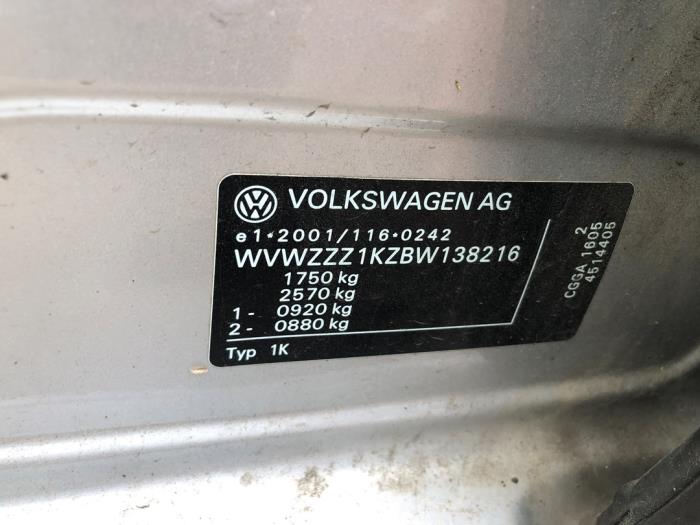 VW VOLKSWAGEN AG
e1*2001/116*0242
WVWZZZ1KZBW138216
1750 kg
2570 kg
1 - 0920 kg
2 - 0880 kg
Typ 1K
2
CGGA 1605
4514405